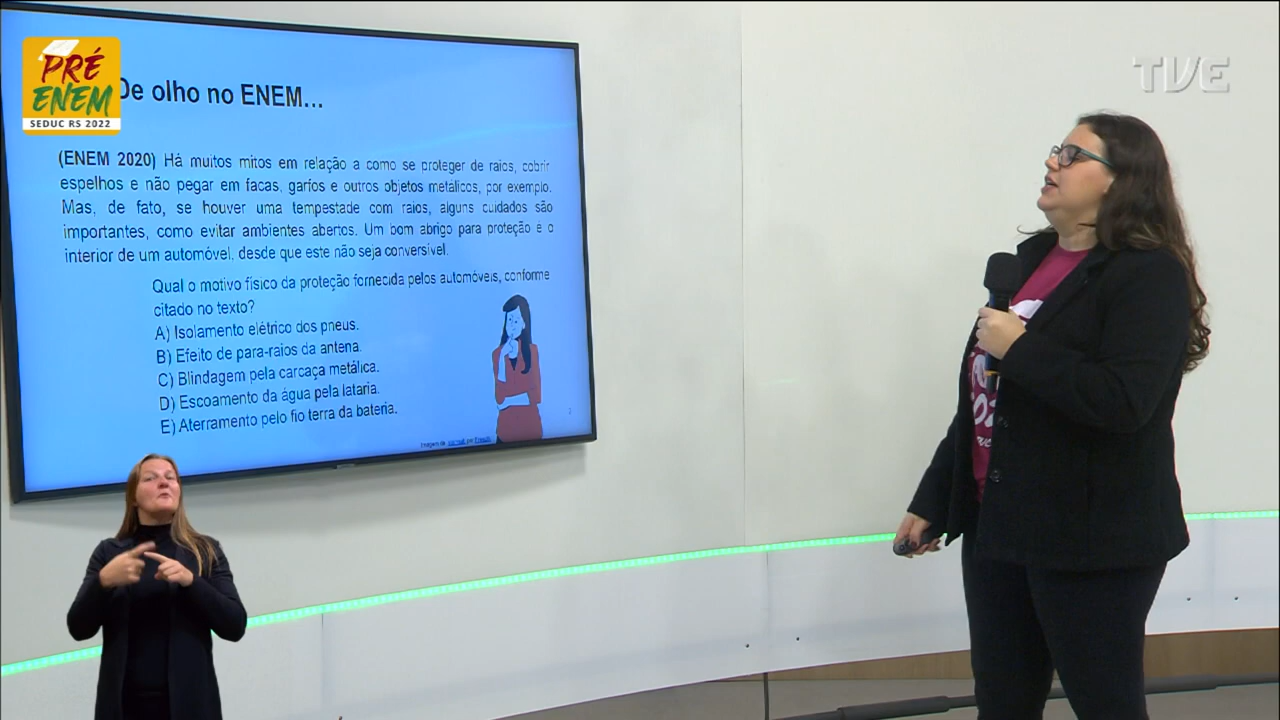 PRÉ
ENEM
SEDUC RS 2022
TVE
De olho no ENEM...
(ENEM 2020) Há muitos mitos em relação a como se proteger de raios, cobrir
espelhos e não pegar em facas, garfos e outros objetos metálicos, por exemplo.
Mas, de fato, se houver uma tempestade com raios, alguns cuidados são
importantes, como evitar ambientes abertos. Um bom abrigo para proteção é o
interior de um automóvel, desde que este não seja conversível.
Qual o motivo físico da proteção fornecida pelos automóveis, conforme
citado no texto?
A) Isolamento elétrico dos pneus.
B) Efeito de para-raios da antena.
C) Blindagem pela carcaça metálica.
D) Escoamento da água pela lataria.
E) Aterramento pelo fio terra da bateria.
Imagem de por Freepik